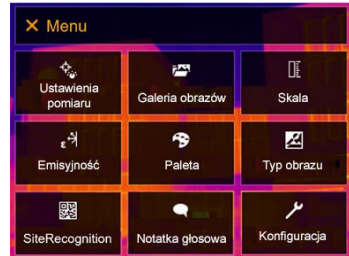 Menu
Ustawienia
pomiaru
Galeria obrazów
Skala
Emisyjność
Paleta
Typ obrazu
SiteRecognition
Notatka głosowa
Konfiguracja